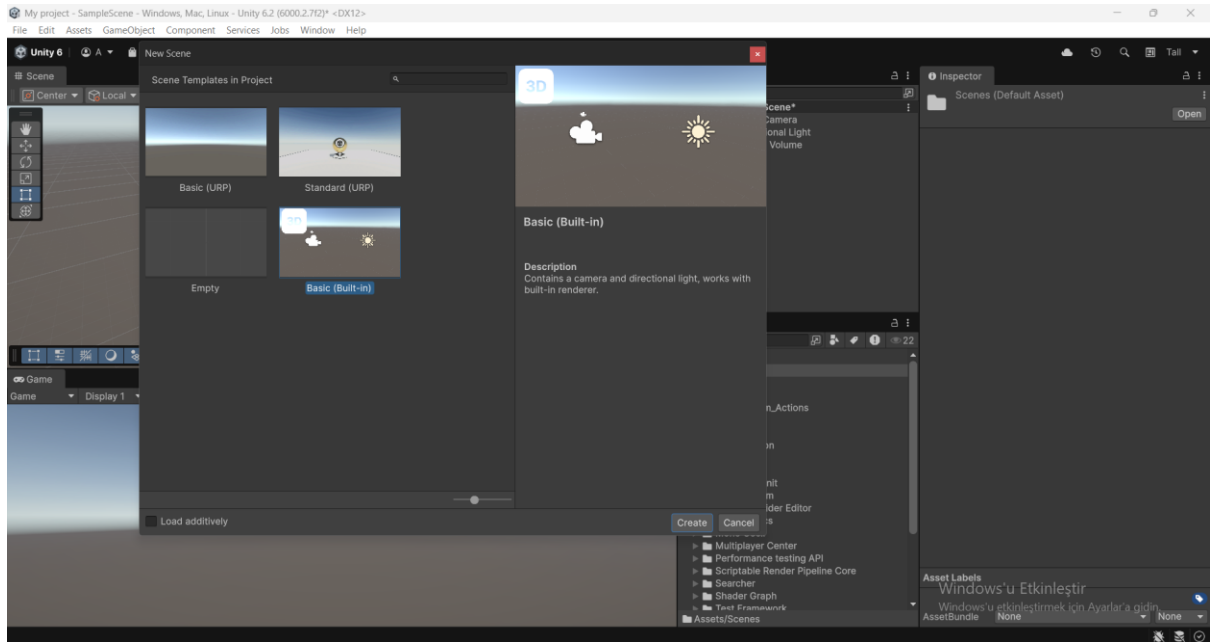 My project - SampleScene - Windows, Mac, Linux - Unity 6.2 (6000.2.7f2)* <DX12>
File Edit Assets GameObject Component Services Jobs Window Help
Unity 6 A
New Scene
Tall
Scene
Scene Templates in Project
Inspector
Center Local
3D
Scenes (Default Asset)
Open
Scene*
Camera
onal Light
Volume
Basic (URP) Standard (URP)
3D
Basic (Built-in)
Description
Contains a camera and directional light, works with
built-in renderer.
Empty Basic (Built-in)
22
Game
Game Display 1
n_Actions
on
nit
m
der Editor
s
Load additively
Create Cancel
Multiplayer Center
Performance testing API
Scriptable Render Pipeline Core
Searcher
Shader Graph
Test Framework
Assets/Scenes
Asset Labels
Windows'u Etkinleştir
Windows'u etkinleştirmek için Ayarlar'a gidin.
AssetBundle None None